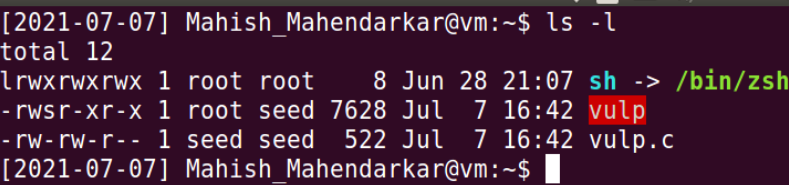 [2021-07-07] Mahish_Mahendarkar@vm:~$ ls -l
total 12
lrwxrwxrwx 1 root root    8 Jun 28 21:07 sh -> /bin/zsh
-rwsr-xr-x 1 root seed 7628 Jul  7 16:42 vulp
-rw-rw-r-- 1 seed seed  522 Jul  7 16:42 vulp.c
[2021-07-07] Mahish_Mahendarkar@vm:~$